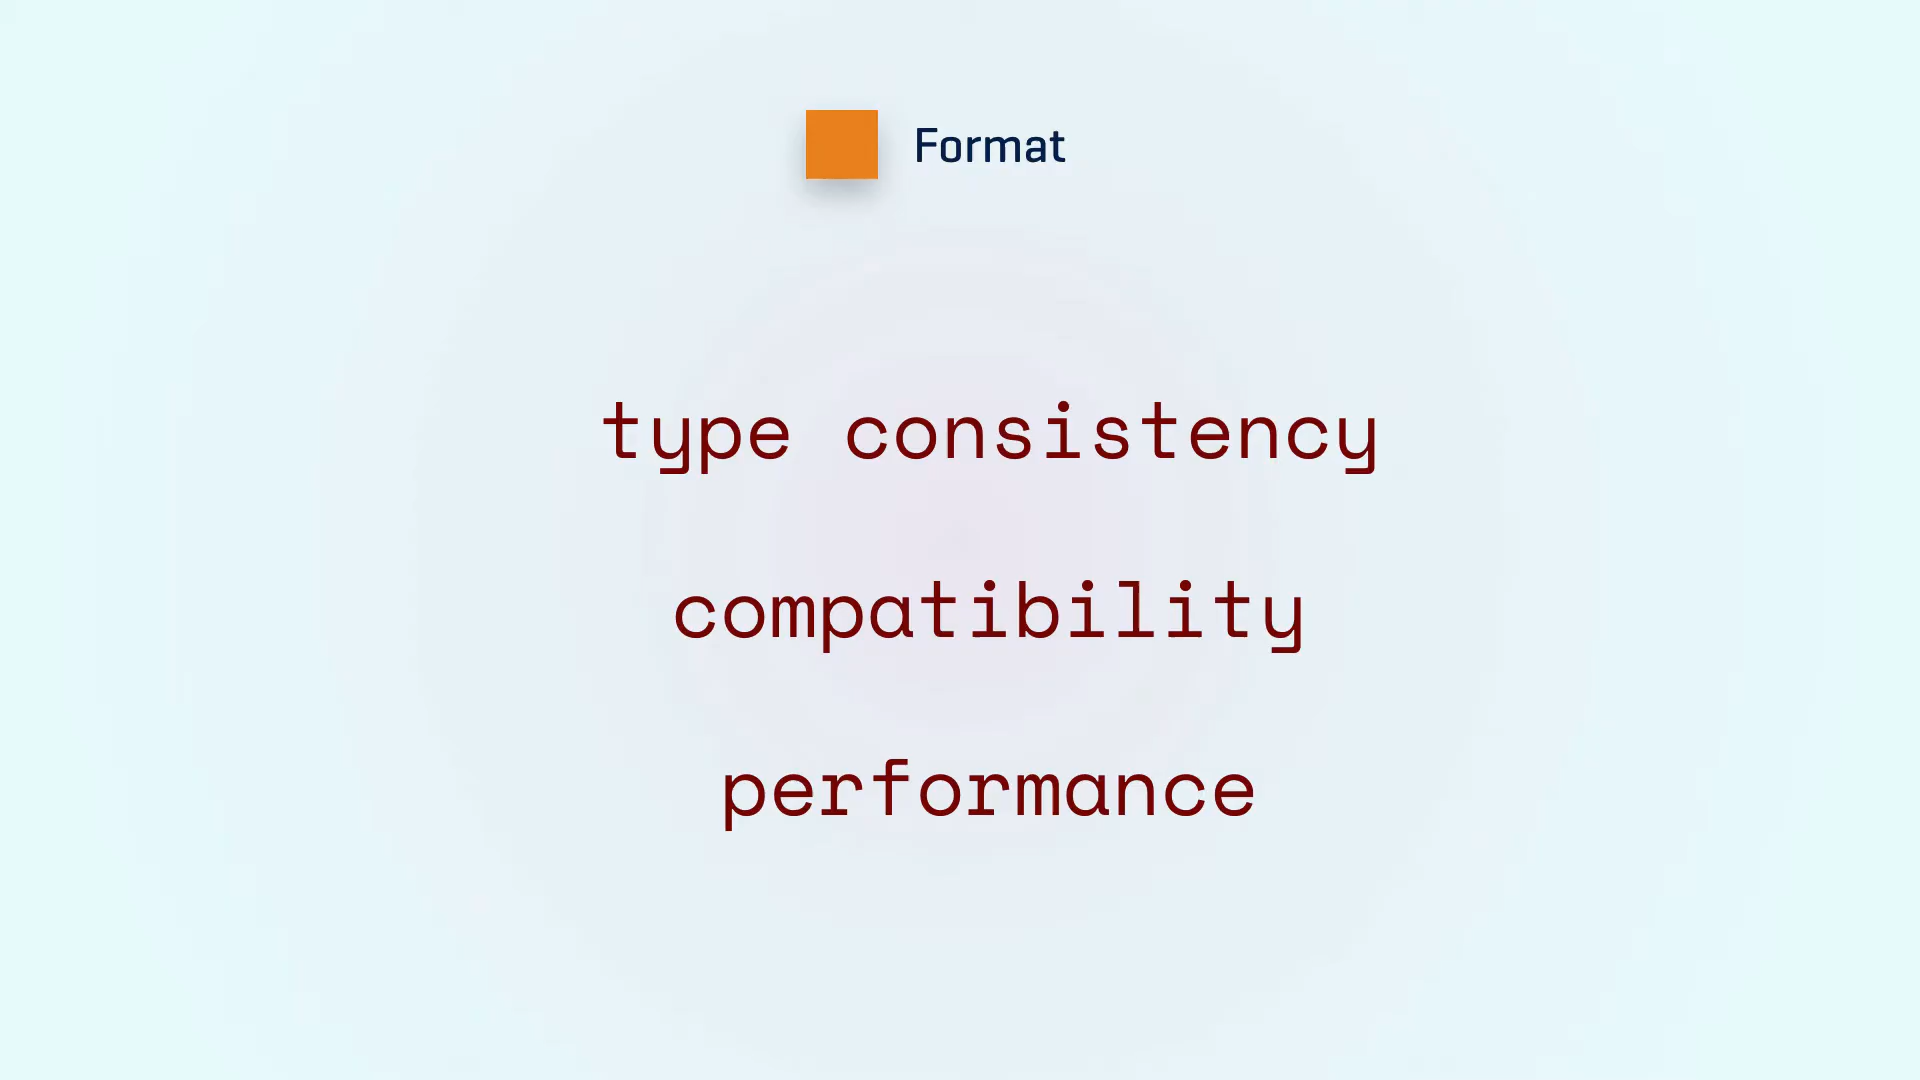 Format
type consistency
compatibility
performance